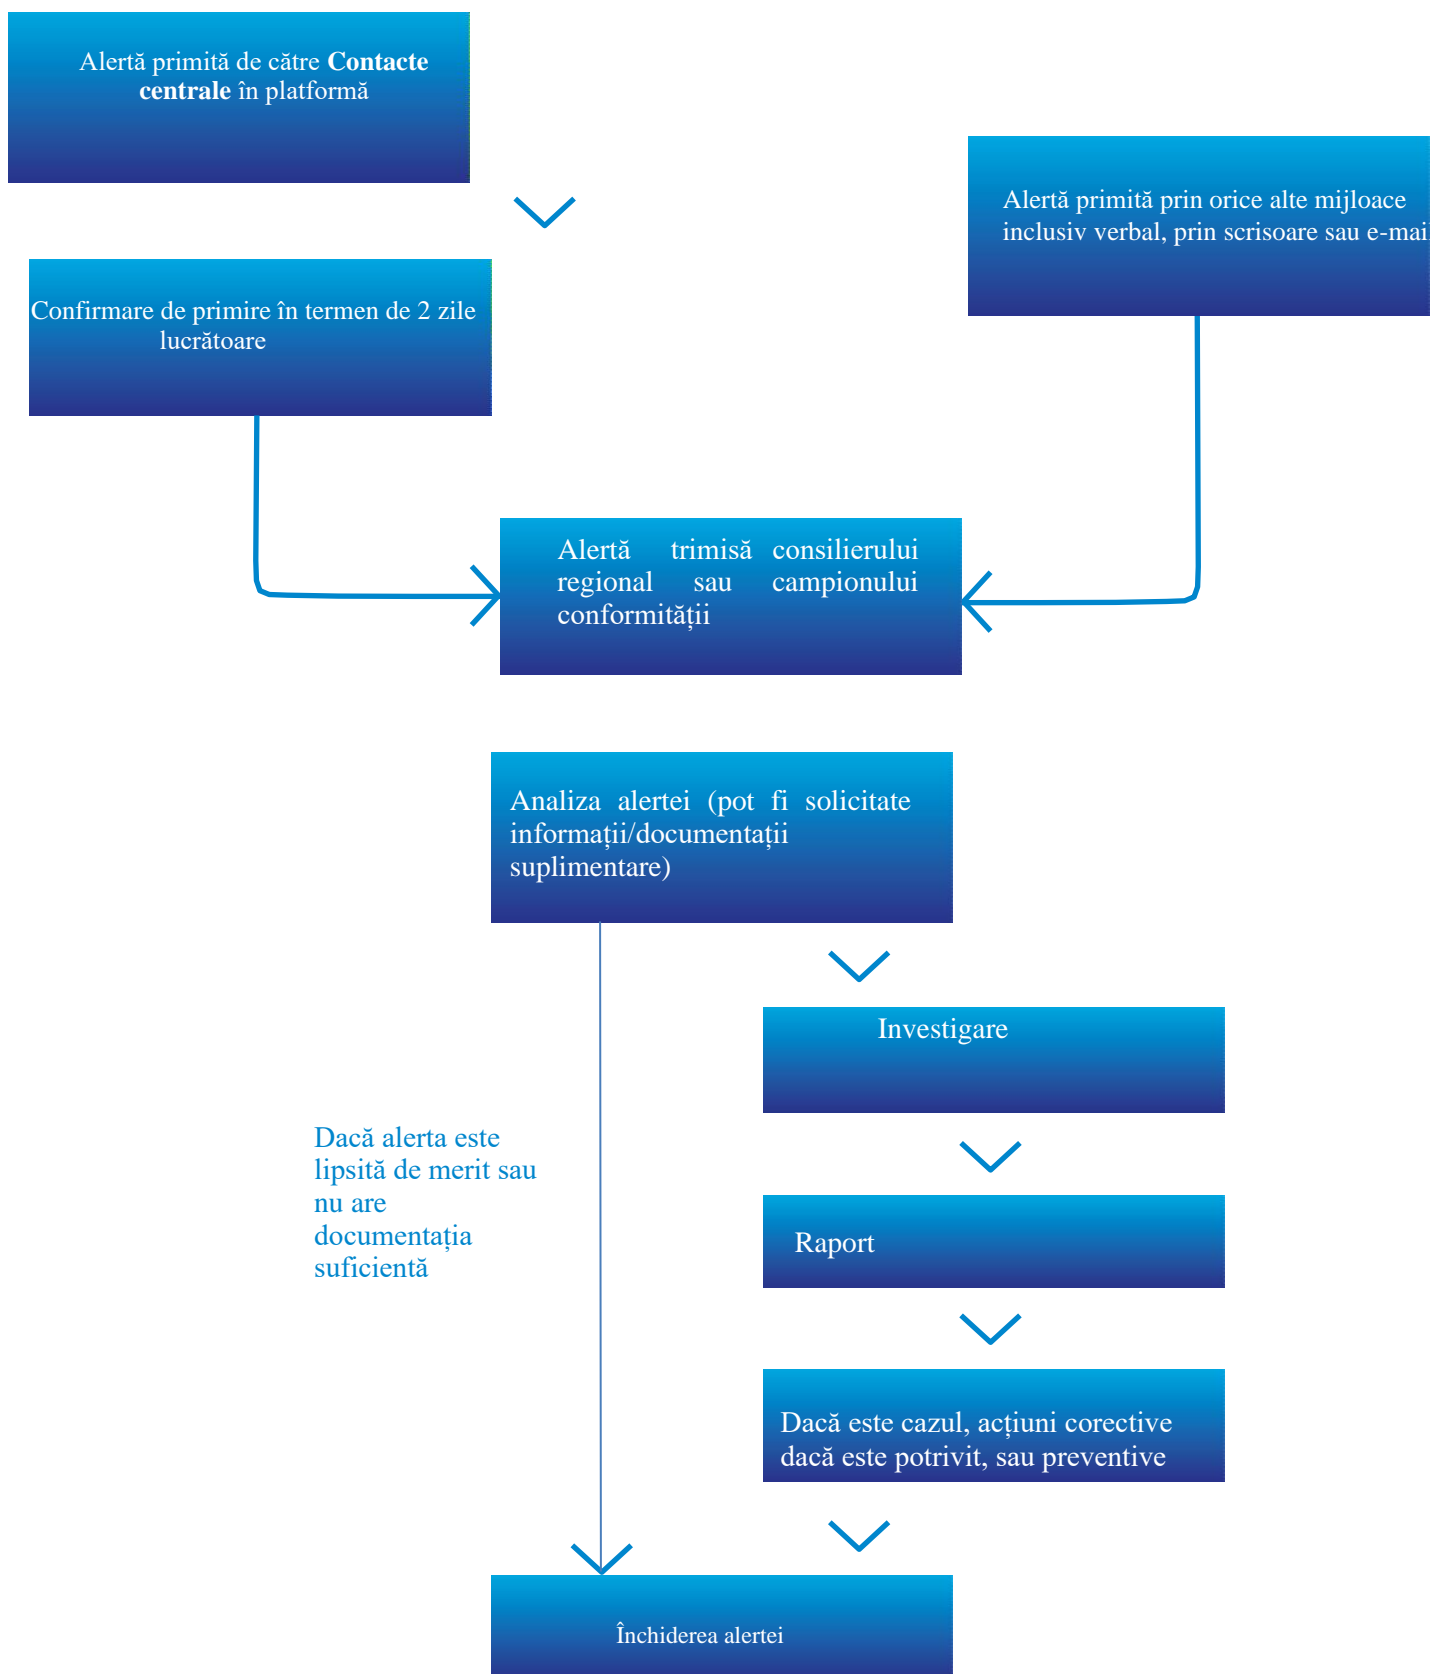 Alertă primită de către Contacte
centrale în platformă
Alertă primită prin orice alte mijloace
inclusiv verbal, prin scrisoare sau e-mail
Confirmare de primire în termen de 2 zile
lucrătoare
Alertă trimisă consilierului
regional sau campionului
conformității
Analiza alertei (pot fi solicitate
informații/documentații
suplimentare)
Investigare
Dacă alerta este
lipsită de merit sau
nu are
documentația
suficientă
Raport
Dacă este cazul, acțiuni corective
dacă este potrivit, sau preventive
Închiderea alertei